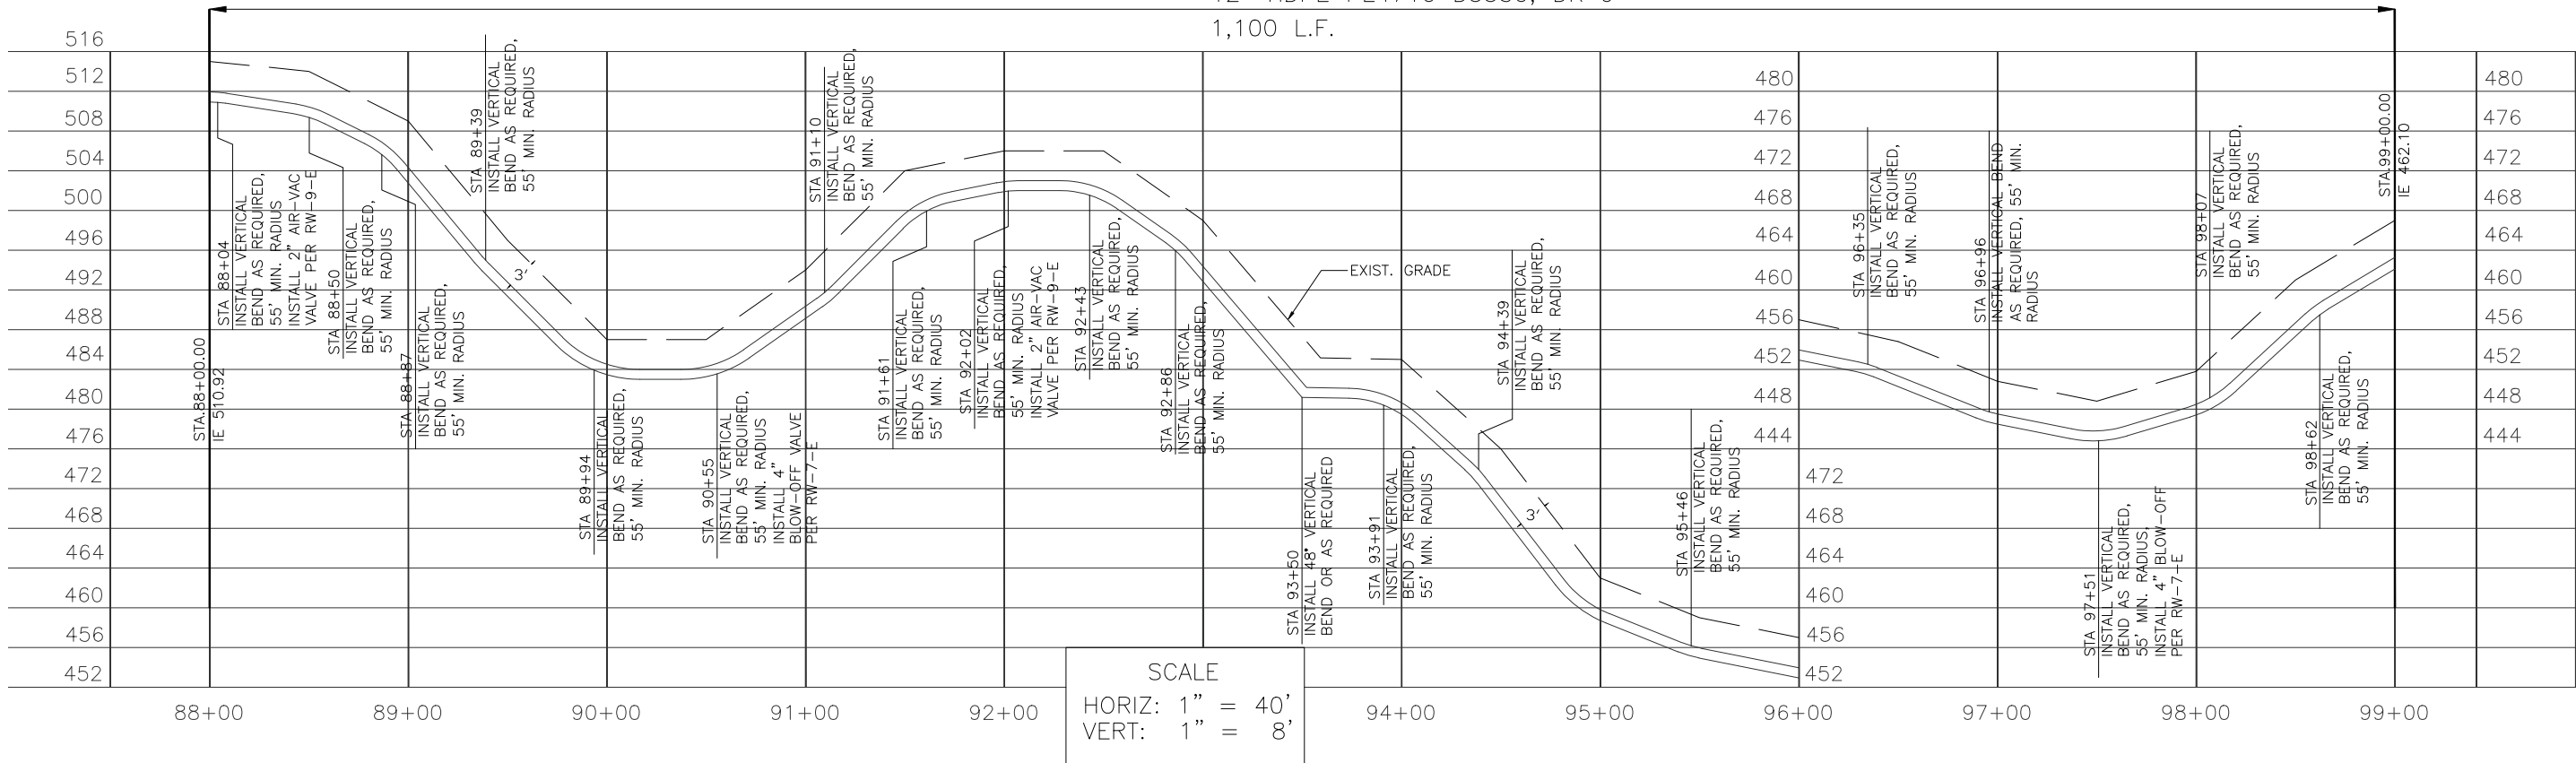 1,100 L.F.
516
512
508
504
500
496
492
488
484
480
476
472
468
464
460
456
452
STA.88+00.00
IE 510.92
STA 88+04
INSTALL VERTICAL
BEND AS REQUIRED,
55' MIN. RADIUS
INSTALL 2" AIR-VAC
VALVE PER RW-9-E
STA 88+50
INSTALL VERTICAL
BEND AS REQUIRED,
55' MIN. RADIUS
STA 88+87
INSTALL VERTICAL
BEND AS REQUIRED,
55' MIN. RADIUS
STA 89+39
INSTALL VERTICAL
BEND AS REQUIRED,
55' MIN. RADIUS
3'
STA 89+94
INSTALL VERTICAL
BEND AS REQUIRED,
55' MIN. RADIUS
STA 90+55
INSTALL VERTICAL
BEND AS REQUIRED,
55' MIN. RADIUS
INSTALL 4"
BLOW-OFF VALVE
PER RW-7-E
STA 91+10
INSTALL VERTICAL
BEND AS REQUIRED,
55' MIN. RADIUS
STA 91+61
INSTALL VERTICAL
BEND AS REQUIRED,
55' MIN. RADIUS
STA 92+02
INSTALL VERTICAL
BEND AS REQUIRED,
55' MIN. RADIUS
INSTALL 2" AIR-VAC
VALVE PER RW-9-E
STA 92+43
INSTALL VERTICAL
BEND AS REQUIRED,
55' MIN. RADIUS
STA 92+86
INSTALL VERTICAL
BEND AS REQUIRED,
55' MIN. RADIUS
EXIST. GRADE
STA 93+50
INSTALL 48° VERTICAL
BEND OR AS REQUIRED
STA 93+91
INSTALL VERTICAL
BEND AS REQUIRED,
55' MIN. RADIUS
STA 94+39
INSTALL VERTICAL
BEND AS REQUIRED,
55' MIN. RADIUS
3'
STA 95+46
INSTALL VERTICAL
BEND AS REQUIRED,
55' MIN. RADIUS
480
476
472
468
464
460
456
452
448
444
472
468
464
460
456
452
STA 96+35
INSTALL VERTICAL
BEND AS REQUIRED,
55' MIN. RADIUS
STA 96+96
INSTALL VERTICAL BEND
AS REQUIRED, 55' MIN.
RADIUS
STA 97+51
INSTALL VERTICAL
BEND AS REQUIRED,
55' MIN. RADIUS,
INSTALL 4" BLOW-OFF
PER RW-7-E
STA 98+07
INSTALL VERTICAL
BEND AS REQUIRED,
55' MIN. RADIUS
STA 98+62
INSTALL VERTICAL
BEND AS REQUIRED,
55' MIN. RADIUS
STA.99+00.00
IE 462.10
480
476
472
468
464
460
456
452
448
444
88+00
89+00
90+00
91+00
92+00
94+00
95+00
96+00
97+00
98+00
99+00
SCALE
HORIZ: 1" = 40'
VERT: 1" = 8'